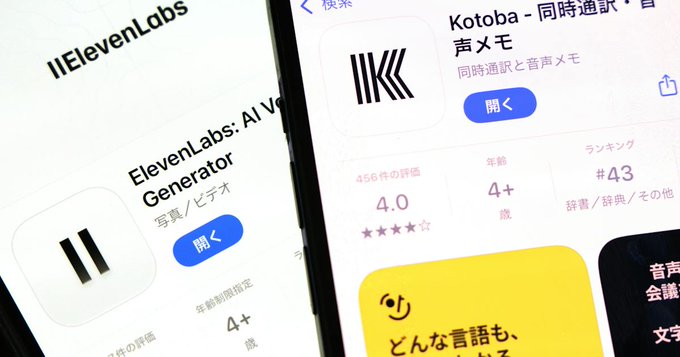 IIElevenLabs
ElevenLabs: AI
Generator
写真/ビデオ
開く
件の評価
年齢制限指定
4+
歳
検索
Kotoba - 同時通訳・音
声メモ
同時通訳と音声メモ
開く
456件の評価
4.0
★★★★☆
年齢
4+
歳
ランキング
#43
辞書/辞典/その他
どんな言語も、
音声
会議
文字